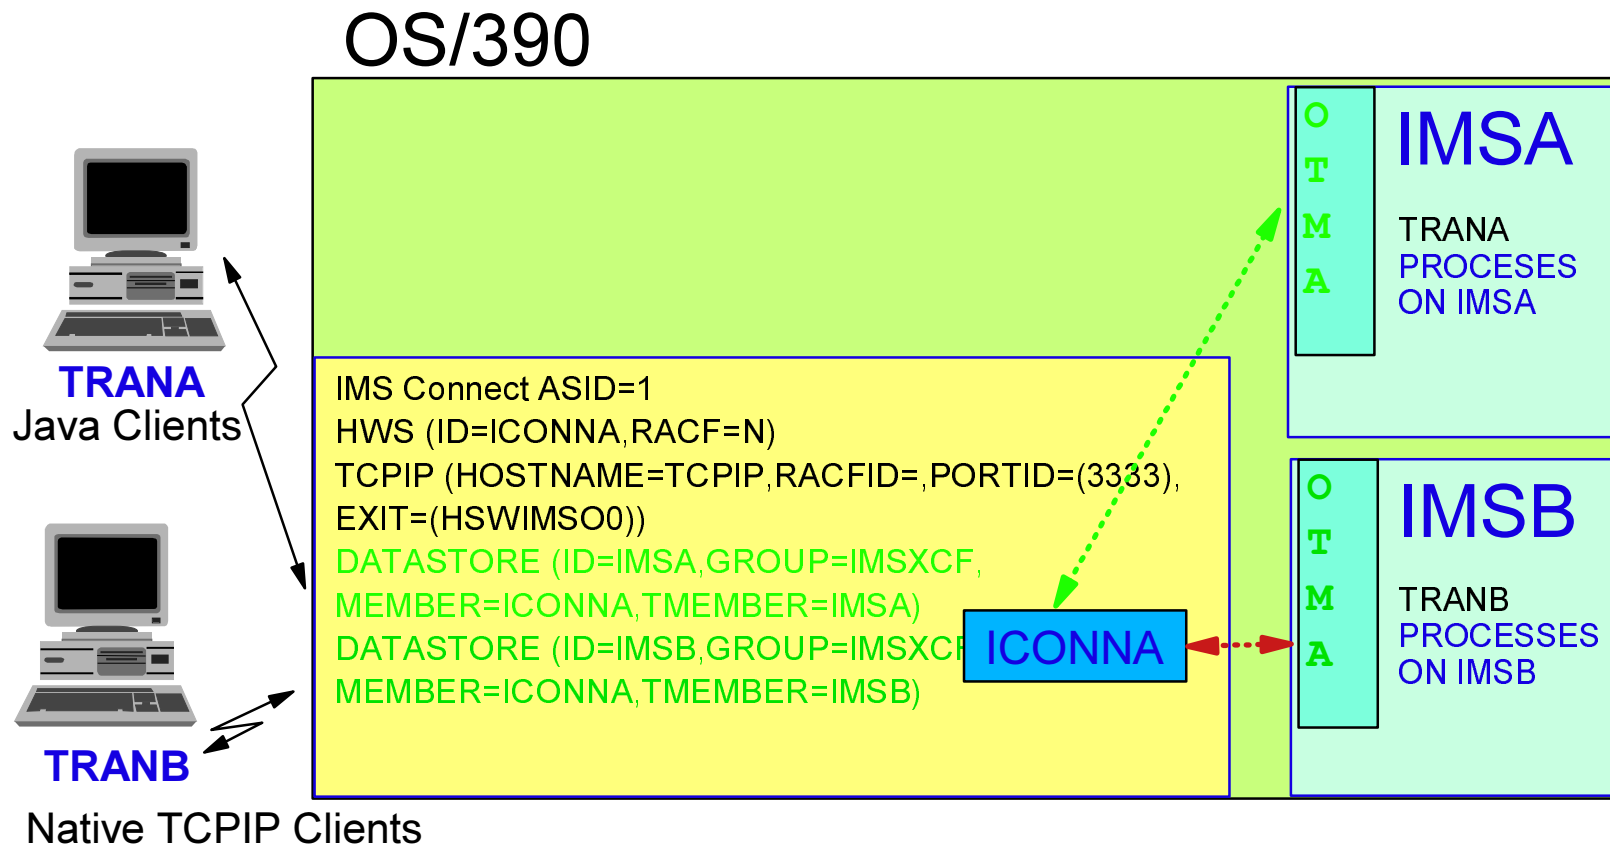 OS/390
TRANA
Java Clients
TRANB
Native TCPIP Clients
IMS Connect ASID=1
HWS (ID=ICONNA,RACF=N)
TCPIP (HOSTNAME=TCPIP,RACFID=,PORTID=(3333),
EXIT=(HSWIMSO0))
DATASTORE (ID=IMSA,GROUP=IMSXCF,
MEMBER=ICONNA,TMEMBER=IMSA)
DATASTORE (ID=IMSB,GROUP=IMSXCF
MEMBER=ICONNA,TMEMBER=IMSB)
ICONNA
O
T
M
A
IMSA
TRANA
PROCESES
ON IMSA
O
T
M
A
IMSB
TRANB
PROCESSES
ON IMSB